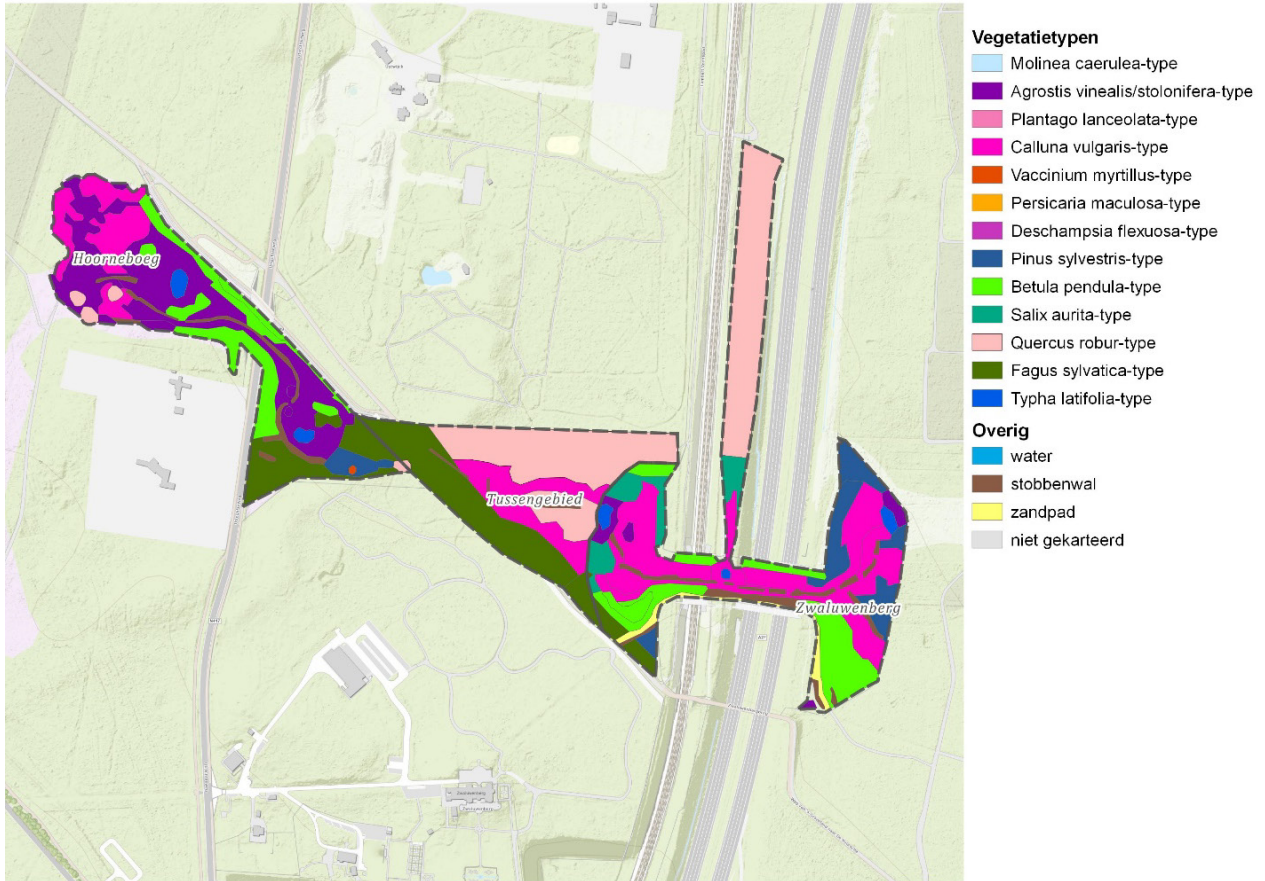 Hoorneboeg
Tussengebied
Zwaluwenberg
Vegetatietypen
Molinea caerulea-type
Agrostis vinealis/stolonifera-type
Plantago lanceolata-type
Calluna vulgaris-type
Vaccinium myrtillus-type
Persicaria maculosa-type
Deschampsia flexuosa-type
Pinus sylvestris-type
Betula pendula-type
Salix aurita-type
Quercus robur-type
Fagus sylvatica-type
Typha latifolia-type
Overig
water
stobbenwal
zandpad
niet gekarteerd